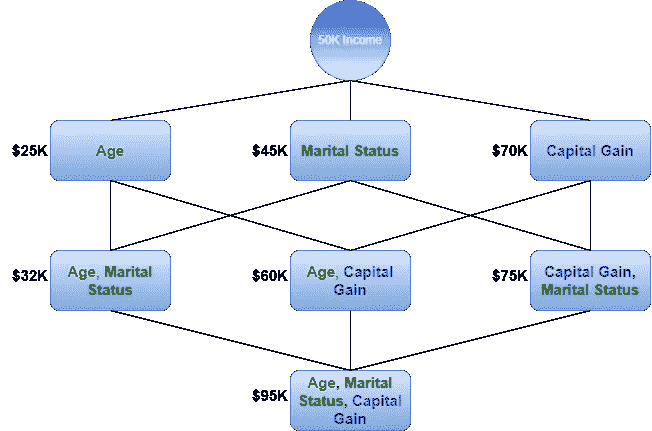 50K Income
$25K
Age
$45K
Marital Status
$70K
Capital Gain
$32K
Age, Marital
Status
$60K
Age, Capital
Gain
$75K
Capital Gain,
Marital Status
$95K
Age, Marital
Status, Capital
Gain